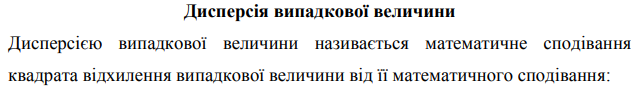 Дисперсія випадкової величини
Дисперсією випадкової величини називається математичне сподівання
квадрата відхилення випадкової величини від її математичного сподівання: